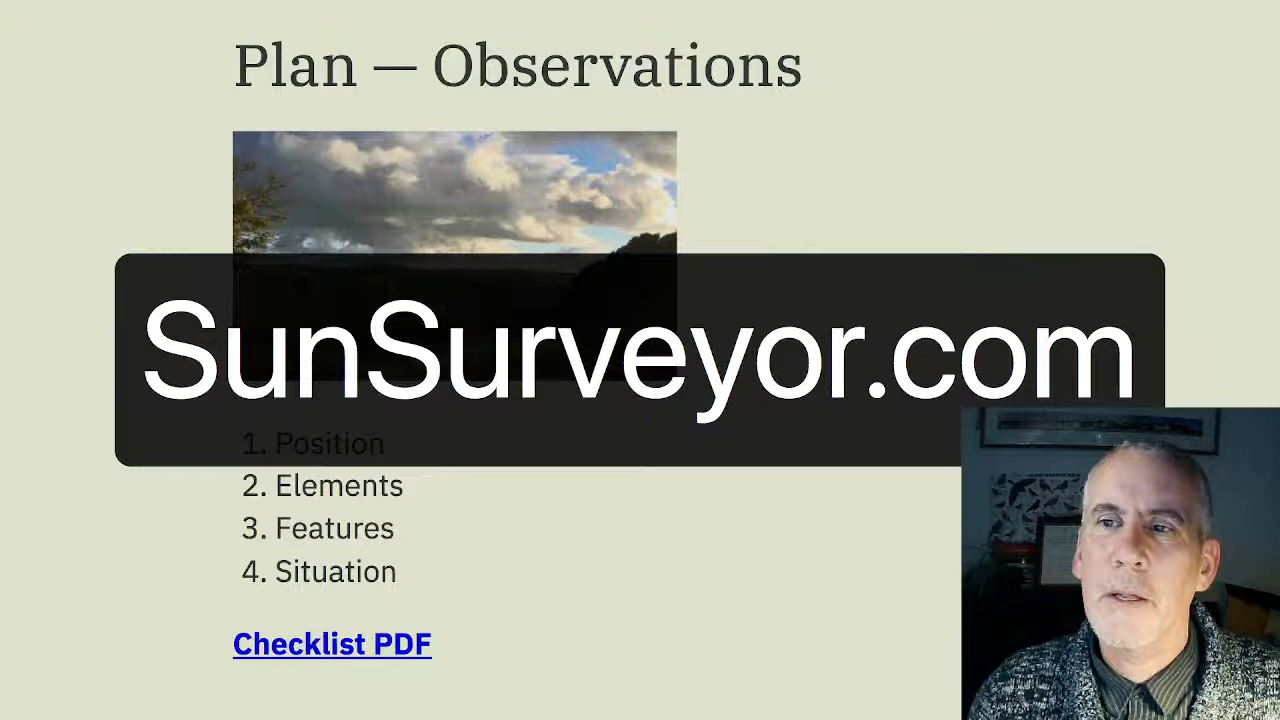 Plan — Observations
SunSurveyor.com
1. Position
2. Elements
3. Features
4. Situation
Checklist PDF